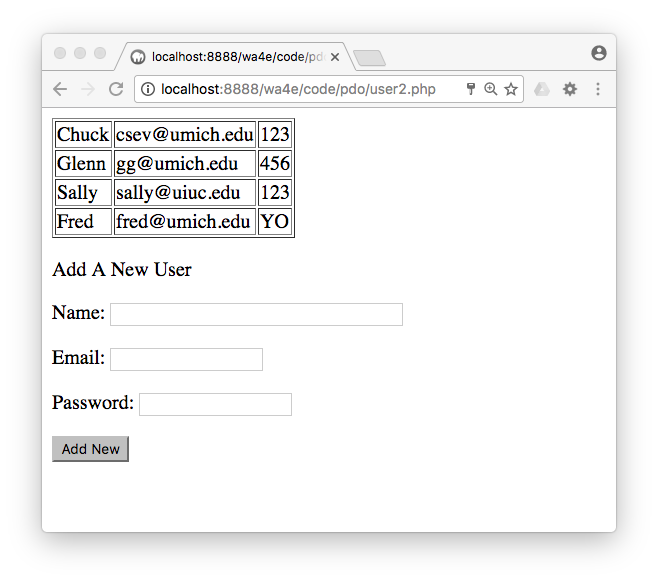 localhost:8888/wa4e/code/pd
localhost:8888/wa4e/code/pdo/user2.php
Chuck csev@umich.edu 123
Glenn gg@umich.edu 456
Sally sally@uiuc.edu 123
Fred fred@umich.edu YO
Add A New User
Name:
Email:
Password:
Add New